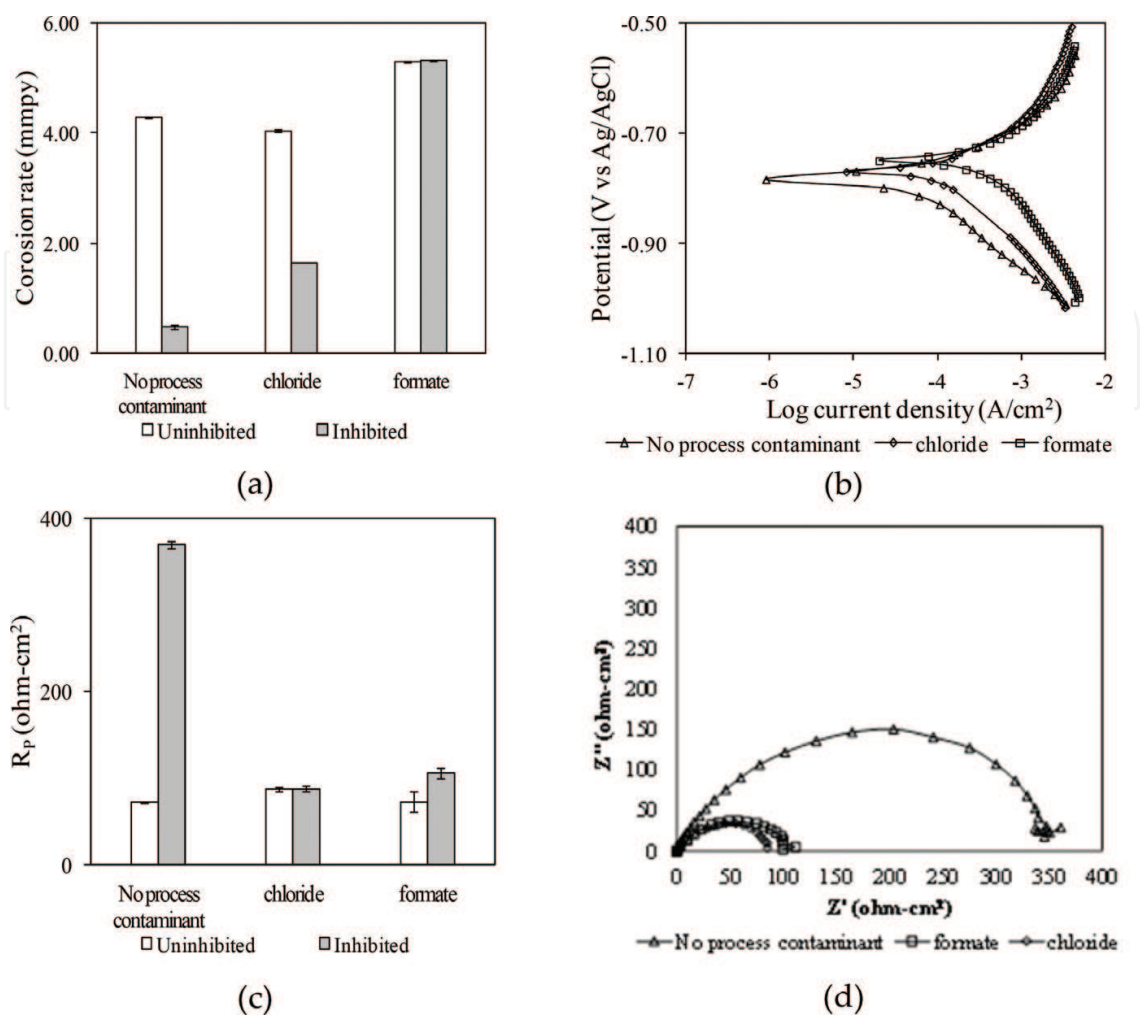 6.00
4.00
2.00
0.00
Corosion rate (mmpy)
No process
contaminant
chloride
formate
Uninhibited Inhibited
(a)
-0.50
-0.70
-0.90
-1.10
Potential (V vs Ag/AgCl)
-7 -6 -5 -4 -3 -2
Log current density (A/cm²)
No process contaminant chloride formate
(b)
400
200
0
Rp (ohm-cm²)
No process
contaminant
chloride
formate
Uninhibited Inhibited
(c)
400
350
300
250
200
150
100
50
0
Z'' (ohm-cm²)
0 50 100 150 200 250 300 350 400
Z' (ohm-cm²)
No process contaminant formate chloride
(d)